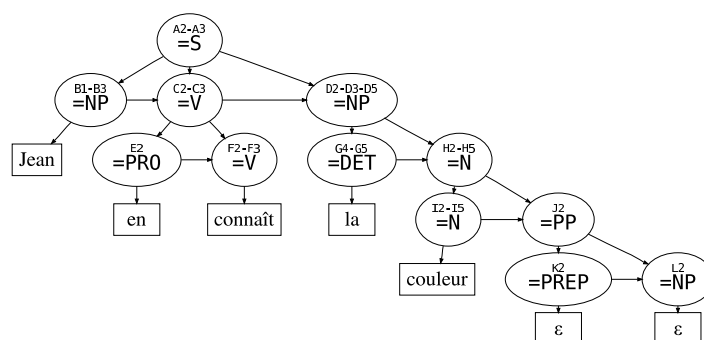 A2-A3
=S
B1-B3
=NP
C2-C3
=V
D2-D3-D5
=NP
Jean
E2
=PRO
F2-F3
=V
G4-G5
=DET
H2-H5
=N
en
connaît
la
I2-I5
=N
J2
=PP
couleur
K2
=PREP
L2
=NP
ε
ε